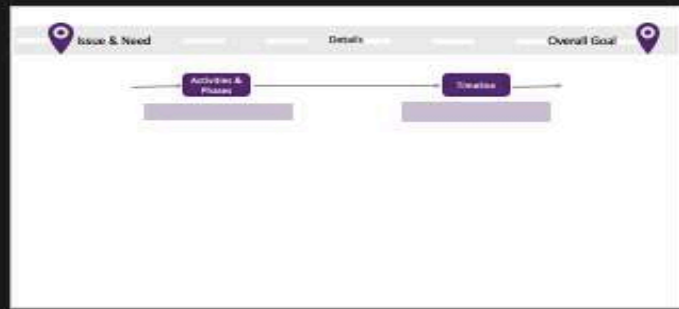 Issue & Need
Details
Overall Goal
Activities &
Phases
Timeline